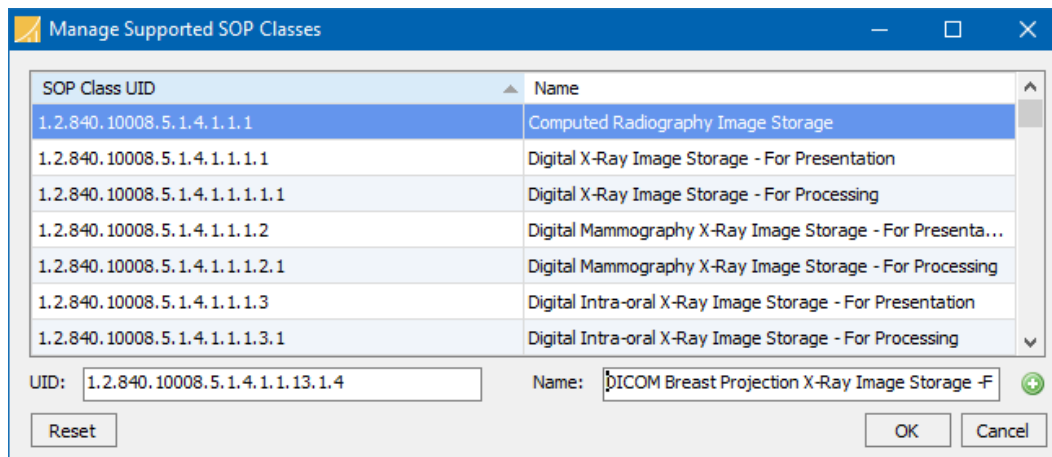 Manage Supported SOP Classes
SOP Class UID Name
1.2.840.10008.5.1.4.1.1.1 Computed Radiography Image Storage
1.2.840.10008.5.1.4.1.1.1.1 Digital X-Ray Image Storage - For Presentation
1.2.840.10008.5.1.4.1.1.1.1.1 Digital X-Ray Image Storage - For Processing
1.2.840.10008.5.1.4.1.1.1.2 Digital Mammography X-Ray Image Storage - For Presenta...
1.2.840.10008.5.1.4.1.1.1.2.1 Digital Mammography X-Ray Image Storage - For Processing
1.2.840.10008.5.1.4.1.1.1.3 Digital Intra-oral X-Ray Image Storage - For Presentation
1.2.840.10008.5.1.4.1.1.1.3.1 Digital Intra-oral X-Ray Image Storage - For Processing
UID: 1.2.840.10008.5.1.4.1.1.13.1.4 Name: DICOM Breast Projection X-Ray Image Storage -F
Reset OK Cancel